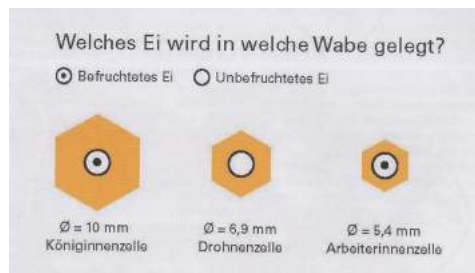 Welches Ei wird in welche Wabe gelegt?
Befruchtetes Ei Unbefruchtetes Ei
Ø = 10 mm Ø = 6,9 mm Ø = 5,4 mm
Königinnenzelle Drohnenzelle Arbeiterinnenzelle